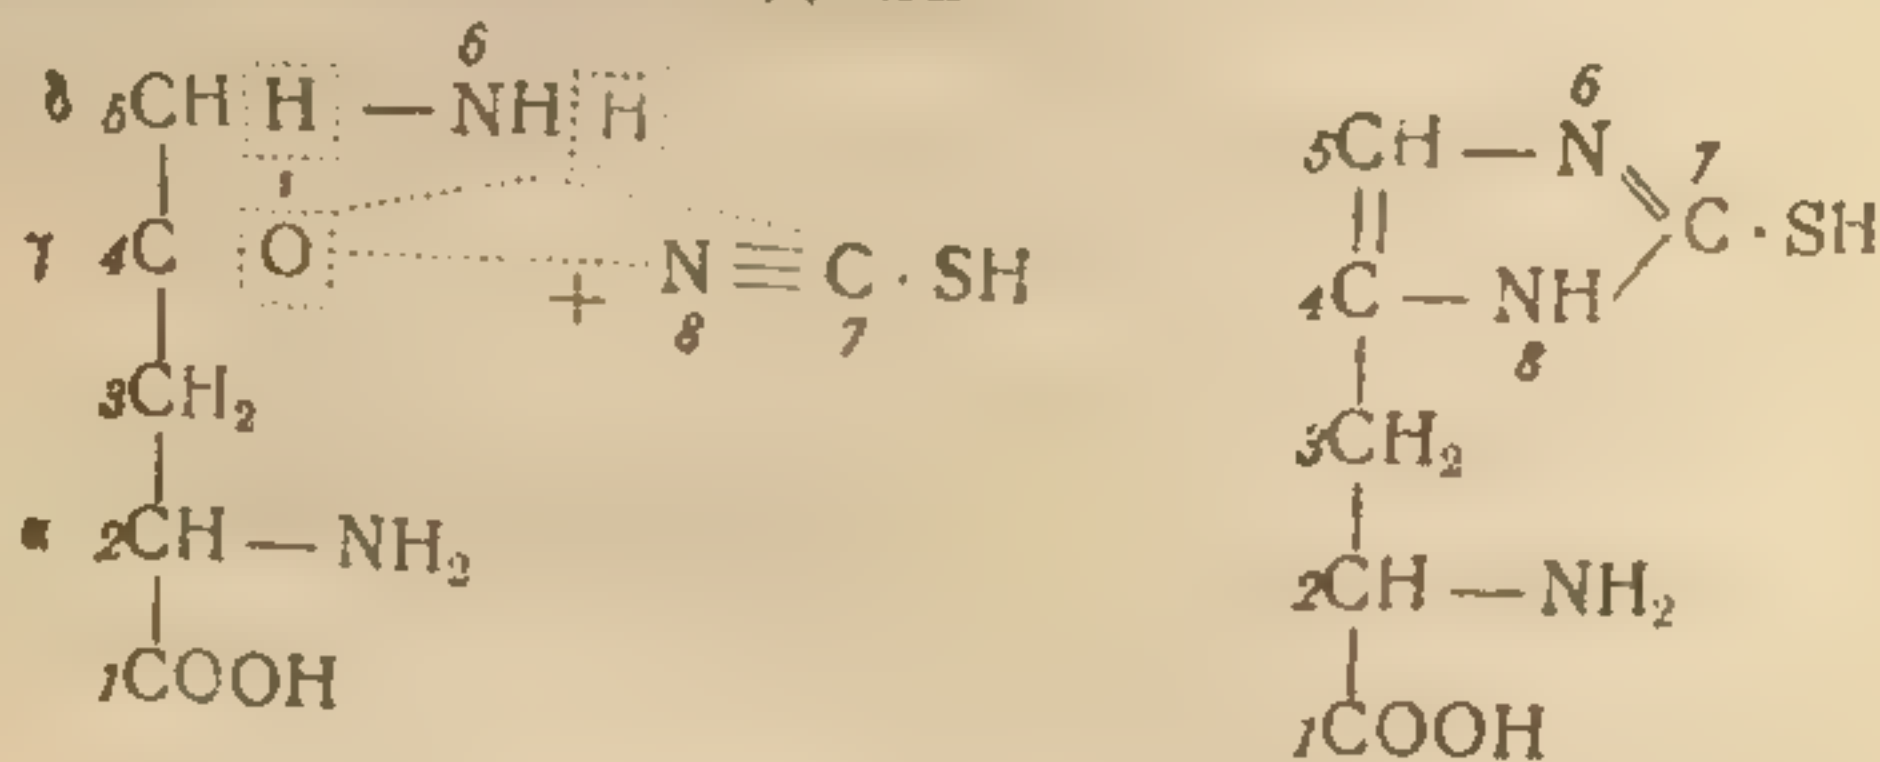 6
δ 5CH H — NH H
γ 4C O + N ≡ C · SH
8 7
3CH₂
α 2CH — NH₂
1COOH
6
5CH — N 7
C · SH
4C — NH
8
3CH₂
2CH — NH₂
1COOH